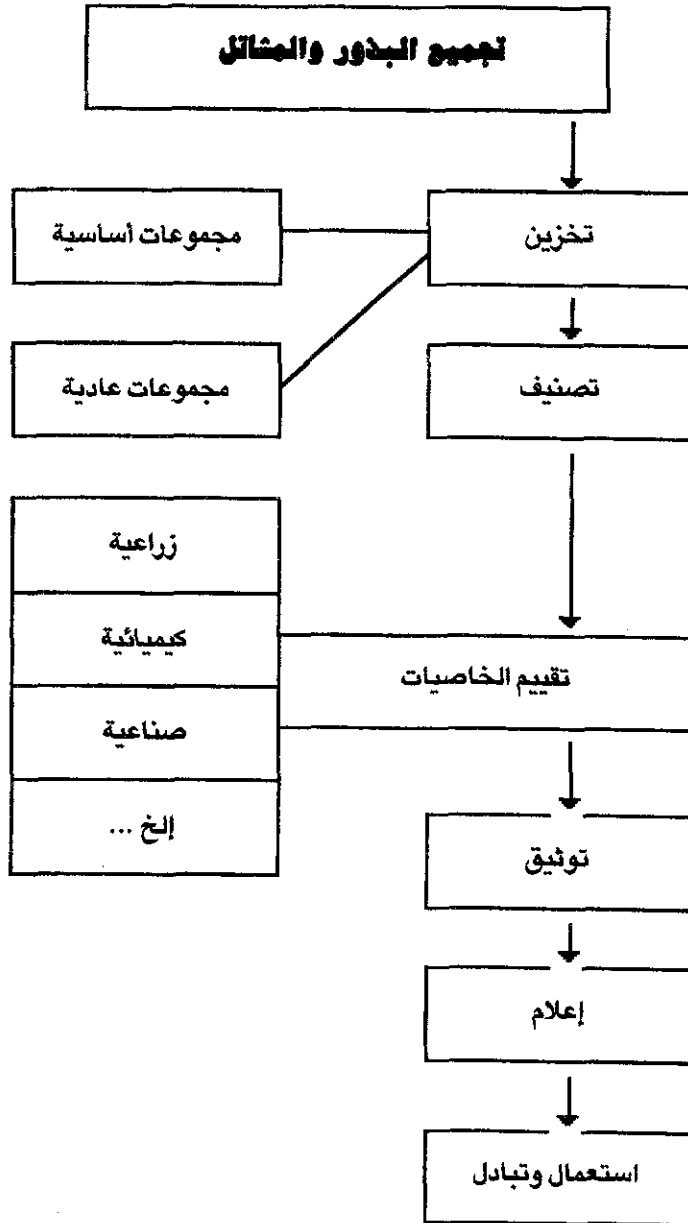 تجميع البذور والمشاتل
تخزين
مجموعات أساسية
تصنيف
مجموعات عادية
زراعية
كيميائية
تقييم الخاصيات
صناعية
إلخ ...
توثيق
إعلام
استعمال وتبادل